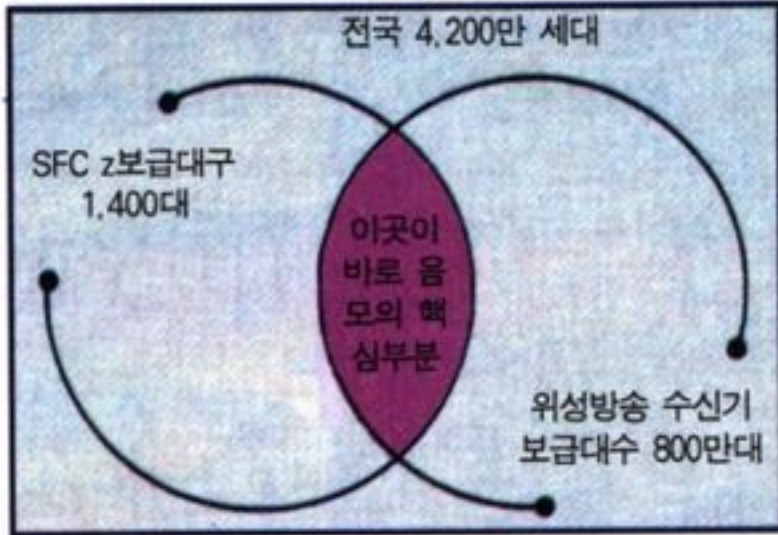 전국 4,200만 세대
SFC z보급대구
1,400대
이곳이
바로 음
모의 핵
심부분
위성방송 수신기
보급대수 800만대